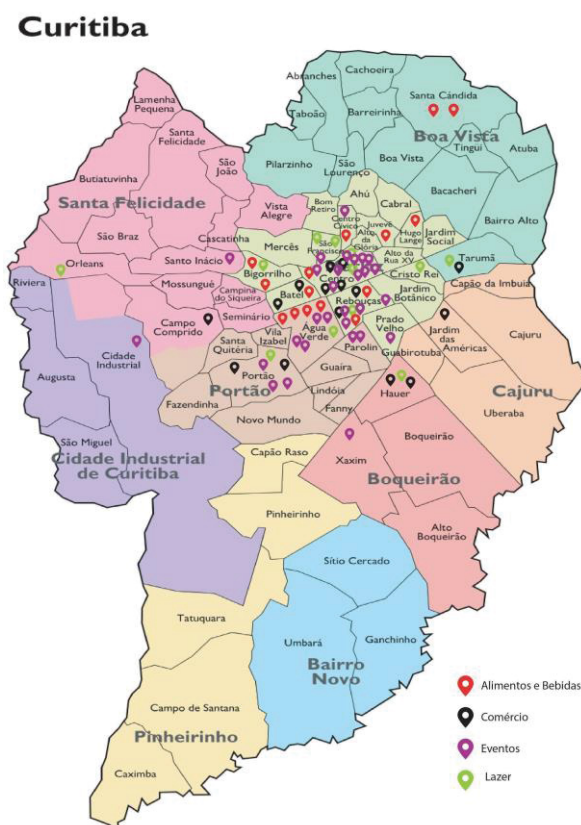 Curitiba
Cachoeira
Abranches
Santa Cándida
Lamenha
Pequena
Taboão
Barreirinha
Boa Vista
Tingui
Atuba
Santa
Felicidade
São
Lourenço
Boa Vista
Butiatuvinha
São
João
Pilarzinho
Bacacheri
Ahú
Santa Felicidade
Vista
Alegre
Bom
Retiro
Cabral
Bairro Alto
Centro
Cívico
Juvevê
Hugo
Lange
Jardim
Social
São Braz
Cascatinha
Mercês
São
Francisco
Alto
da
Glória
Alto da
Rua XV
Orleans
Santo Inácio
Bigorrilho
Centro
Cristo Rei
Tarumã
Riviera
Mossunguê
Campina
do Siqueira
Batel
Rebouças
Jardim
Botânico
Capão da Imbuia
Campo
Comprido
Seminário
Água
Verde
Prado
Velho
Vila
Izabel
Santa
Quitéria
Parolin
Guabirotuba
Jardim
das
Américas
Cajuru
Cidade
Industrial
Portão
Guaíra
Augusta
Portão
Hauer
Cajuru
Fazendinha
Lindóia
Fanny
Uberaba
Novo Mundo
Boqueirão
São Miguel
Xaxim
Cidade Industrial
de Curitiba
Capão Raso
Boqueirão
Pinheirinho
Alto
Boqueirão
Sítio Cercado
Tatuquara
Umbará
Ganchinho
Bairro
Novo
Campo de Santana
Pinheirinho
Caximba
Alimentos e Bebidas
Comércio
Eventos
Lazer